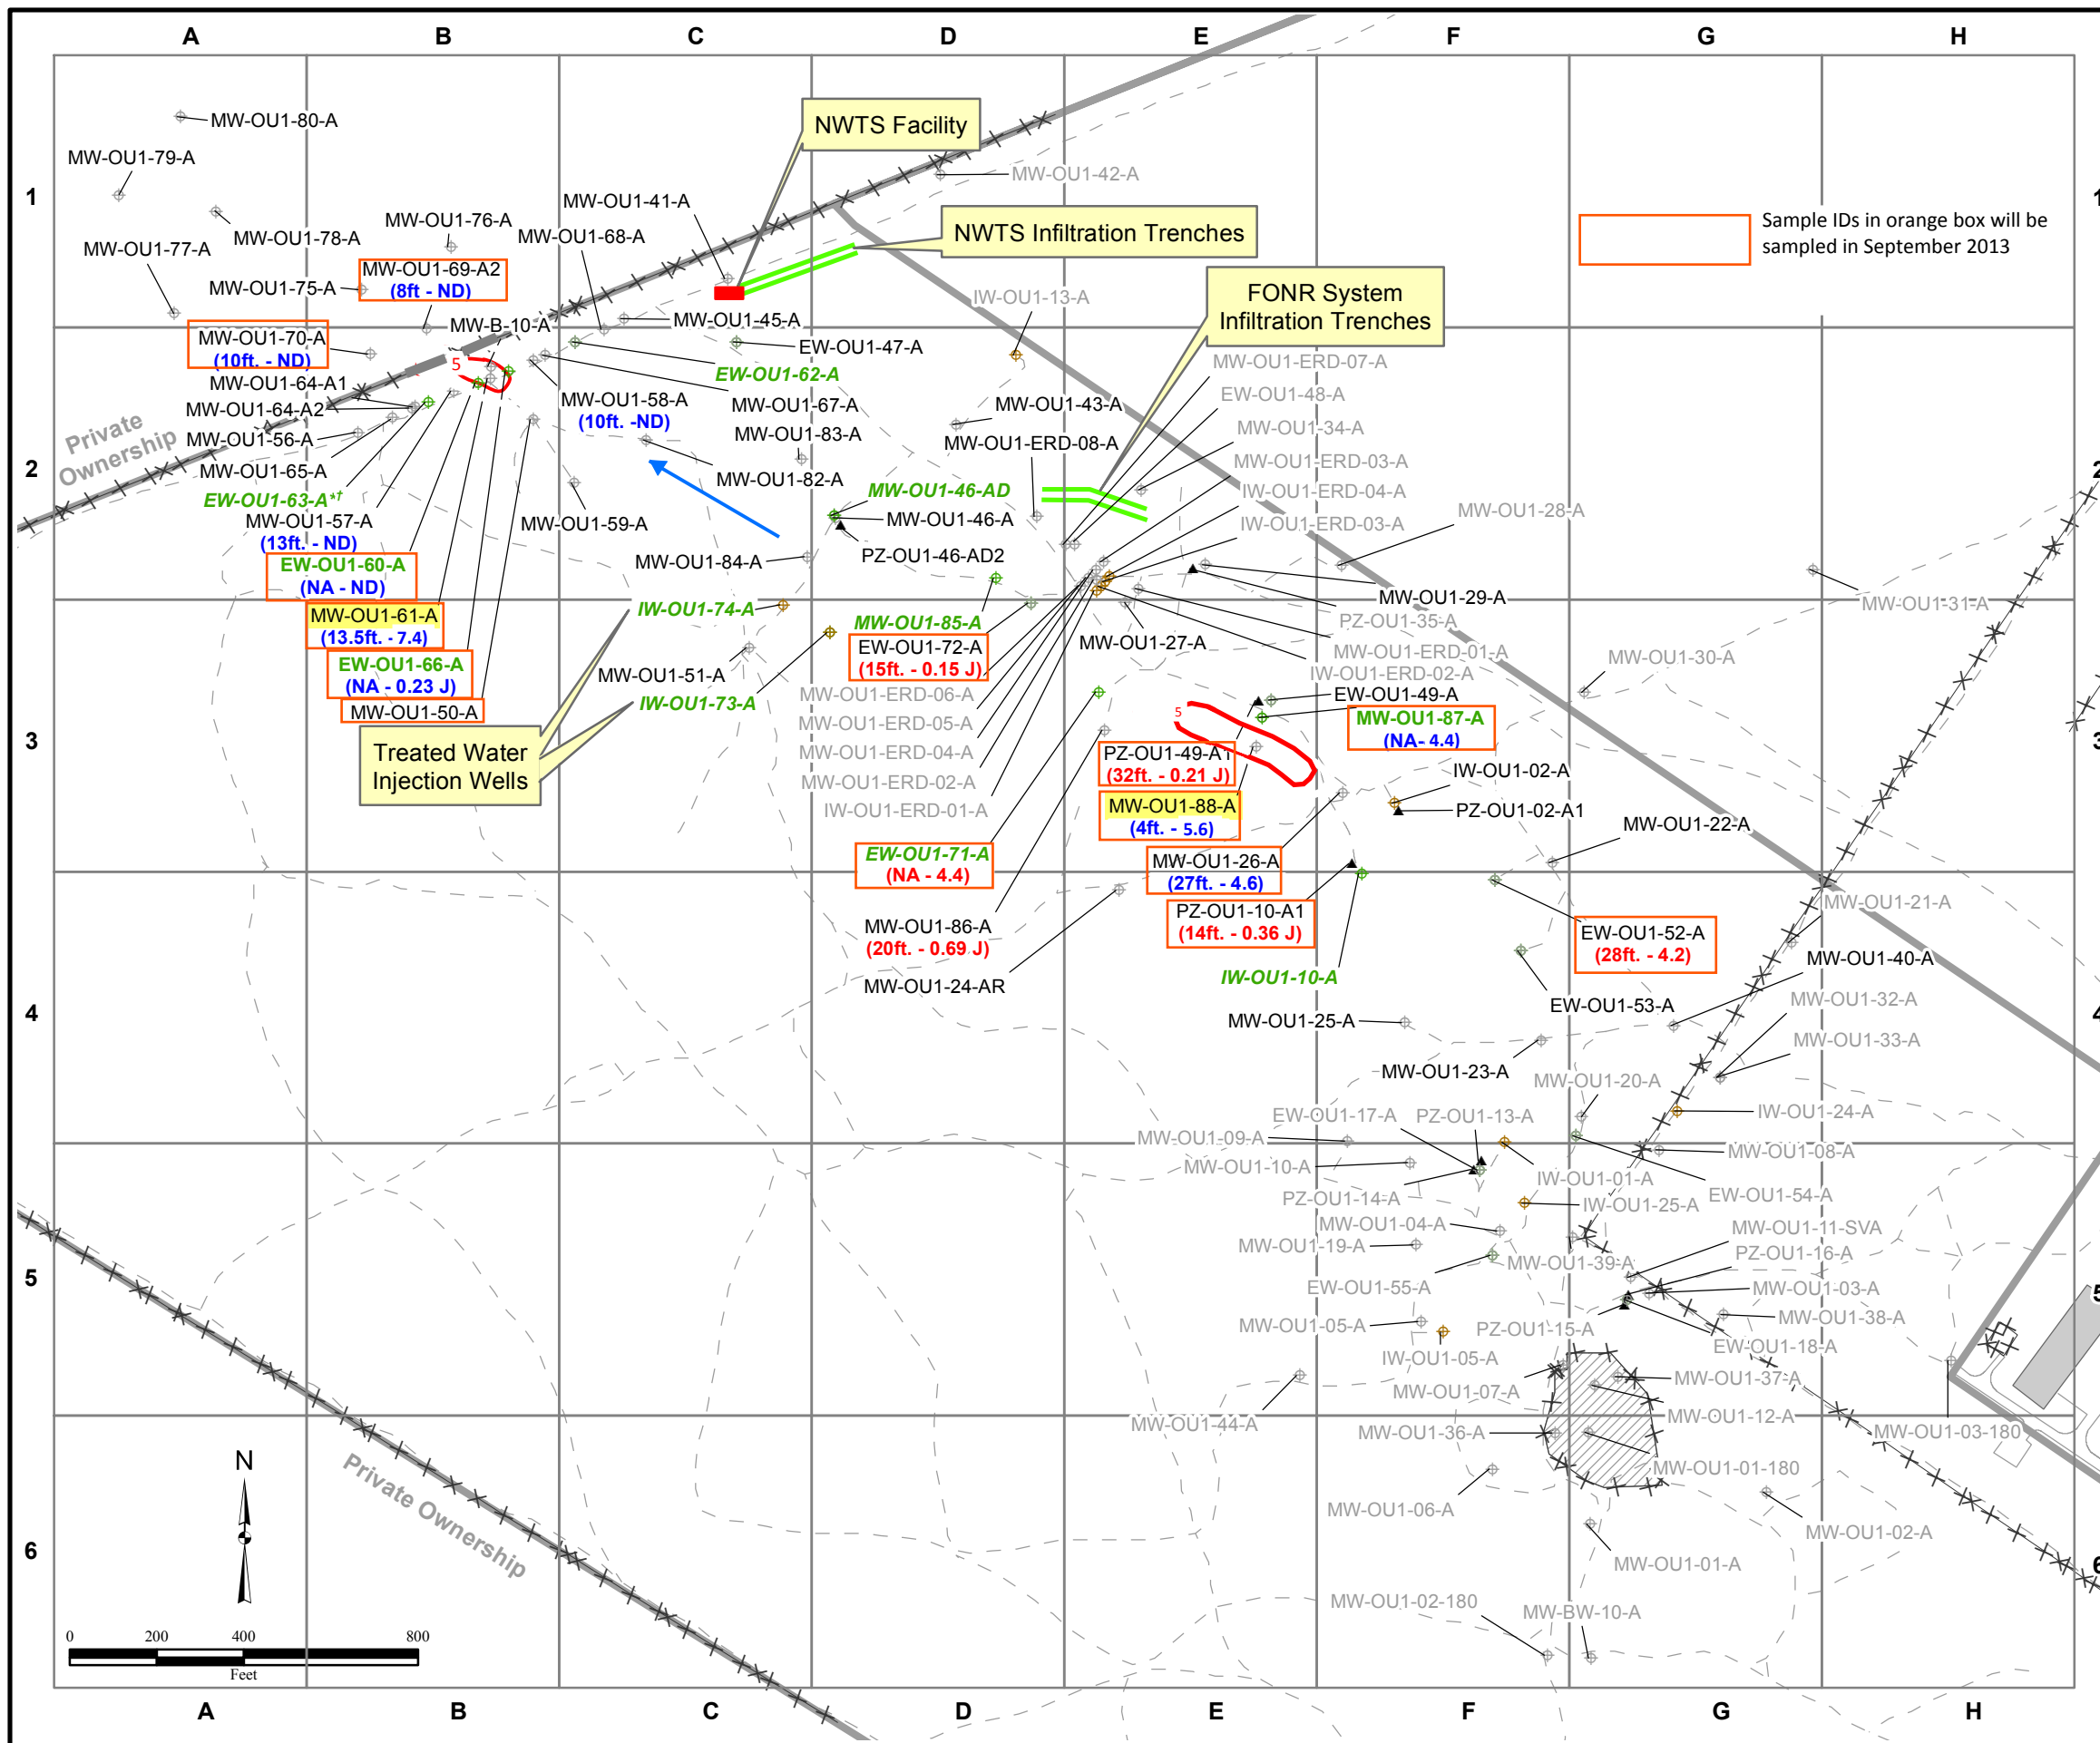 A B C D E F G H
MW-OU1-80-A
NWTS Facility
MW-OU1-79-A
MW-OU1-42-A
1
MW-OU1-41-A
MW-OU1-76-A
MW-OU1-68-A
MW-OU1-78-A
MW-OU1-77-A
NWTS Infiltration Trenches
Sample IDs in orange box will be
sampled in September 2013
MW-OU1-69-A2
(8ft - ND)
MW-OU1-75-A
IW-OU1-13-A
FONR System
Infiltration Trenches
MW-B-10-A
MW-OU1-45-A
MW-OU1-70-A
(10ft. - ND)
EW-OU1-47-A
5
EW-OU1-62-A
MW-OU1-ERD-07-A
MW-OU1-64-A1
EW-OU1-48-A
MW-OU1-64-A2
MW-OU1-58-A
(10ft. -ND)
MW-OU1-67-A
MW-OU1-43-A
MW-OU1-34-A
Private
Ownership
MW-OU1-56-A
MW-OU1-83-A
MW-OU1-ERD-08-A
MW-OU1-65-A
MW-OU1-82-A
MW-OU1-ERD-03-A
2
2
EW-OU1-63-A*†
MW-OU1-46-AD
IW-OU1-ERD-04-A
MW-OU1-57-A
(13ft. - ND)
MW-OU1-59-A
MW-OU1-46-A
IW-OU1-ERD-03-A
MW-OU1-28-A
PZ-OU1-46-AD2
EW-OU1-60-A
(NA - ND)
MW-OU1-84-A
MW-OU1-29-A
MW-OU1-31-A
MW-OU1-61-A
(13.5ft. - 7.4)
IW-OU1-74-A
MW-OU1-85-A
PZ-OU1-35-A
MW-OU1-27-A
EW-OU1-72-A
(15ft. - 0.15 J)
MW-OU1-ERD-01-A
MW-OU1-30-A
EW-OU1-66-A
(NA - 0.23 J)
MW-OU1-51-A
IW-OU1-ERD-02-A
MW-OU1-ERD-06-A
EW-OU1-49-A
IW-OU1-73-A
MW-OU1-50-A
5
MW-OU1-87-A
(NA- 4.4)
MW-OU1-ERD-05-A
3
Treated Water
Injection Wells
MW-OU1-ERD-04-A
PZ-OU1-49-A1
(32ft. - 0.21 J)
IW-OU1-02-A
MW-OU1-ERD-02-A
IW-OU1-ERD-01-A
MW-OU1-88-A
(4ft. - 5.6)
PZ-OU1-02-A1
MW-OU1-22-A
EW-OU1-71-A
(NA - 4.4)
MW-OU1-26-A
(27ft. - 4.6)
MW-OU1-21-A
PZ-OU1-10-A1
(14ft. - 0.36 J)
MW-OU1-86-A
(20ft. - 0.69 J)
EW-OU1-52-A
(28ft. - 4.2)
MW-OU1-24-AR
IW-OU1-10-A
MW-OU1-40-A
EW-OU1-53-A
MW-OU1-32-A
4
MW-OU1-25-A
MW-OU1-33-A
MW-OU1-23-A
MW-OU1-20-A
EW-OU1-17-A
PZ-OU1-13-A
IW-OU1-24-A
MW-OU1-09-A
MW-OU1-08-A
MW-OU1-10-A
IW-OU1-01-A
PZ-OU1-14-A
EW-OU1-54-A
IW-OU1-25-A
MW-OU1-04-A
MW-OU1-11-SVA
MW-OU1-19-A
PZ-OU1-16-A
MW-OU1-39-A
5
EW-OU1-55-A
MW-OU1-03-A
MW-OU1-05-A
PZ-OU1-15-A
MW-OU1-38-A
EW-OU1-18-A
IW-OU1-05-A
MW-OU1-07-A
MW-OU1-37-A
MW-OU1-44-A
MW-OU1-12-A
MW-OU1-36-A
MW-OU1-03-180
N
MW-OU1-01-180
Private Ownership
MW-OU1-06-A
MW-OU1-02-A
6
MW-OU1-01-A
MW-OU1-02-180
MW-BW-10-A
0 200 400 800
Feet
A B C D E F G H